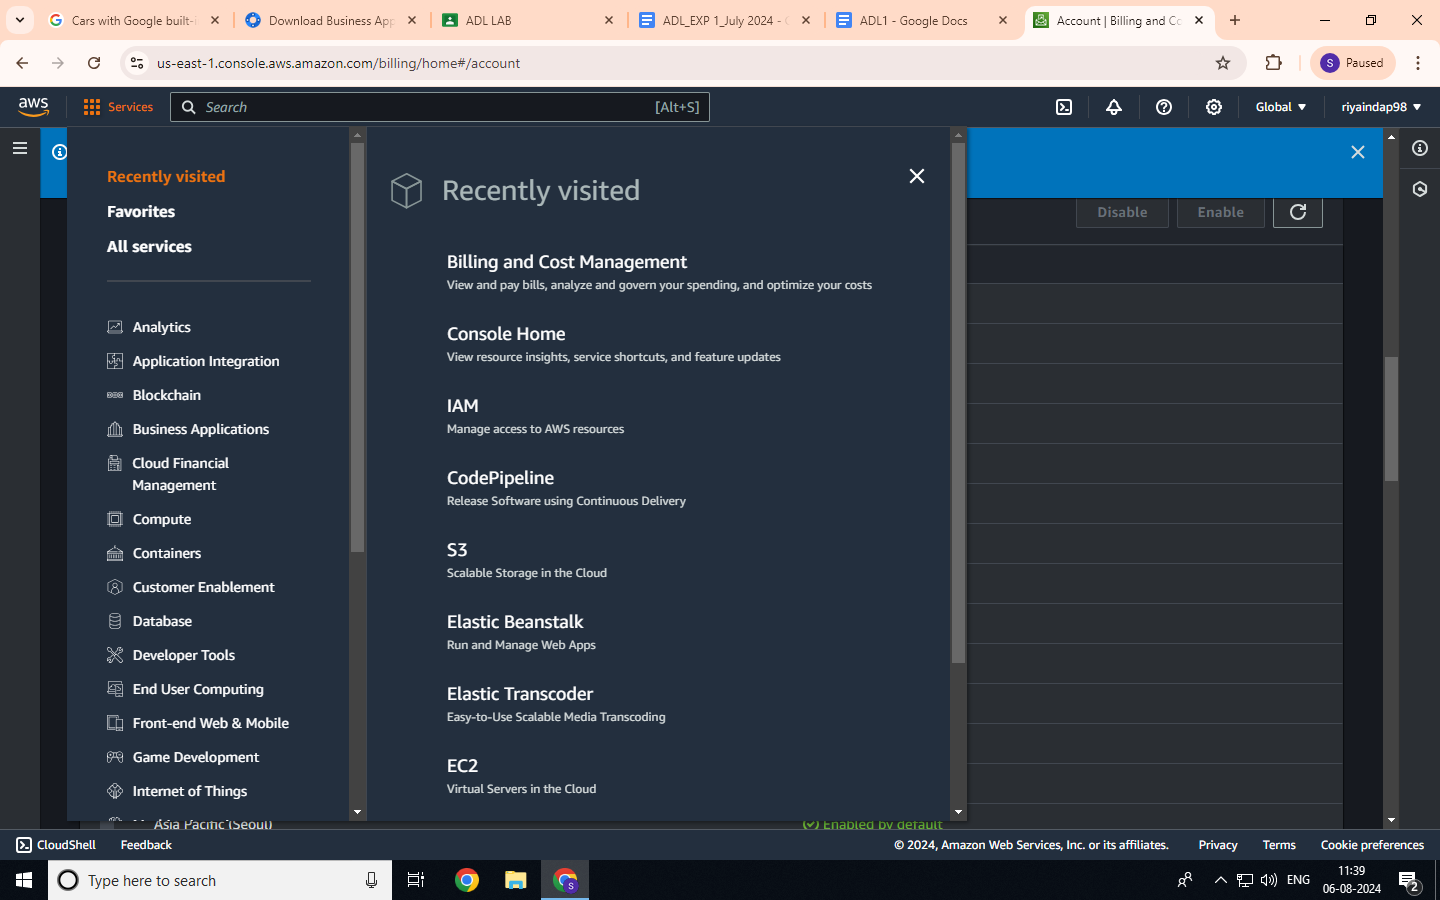 Cars with Google built-i
Download Business App
ADL LAB
ADL_EXP 1_July 2024 -
ADL1 - Google Docs
Account | Billing and Co
us-east-1.console.aws.amazon.com/billing/home#/account
S
Paused
aws
Services
Search
[Alt+S]
Global
riyaindap98
Recently visited
Favorites
All services
Analytics
Application Integration
Blockchain
Business Applications
Cloud Financial
Management
Compute
Containers
Customer Enablement
Database
Developer Tools
End User Computing
Front-end Web & Mobile
Game Development
Internet of Things
Recently visited
Billing and Cost Management
View and pay bills, analyze and govern your spending, and optimize your costs
Console Home
View resource insights, service shortcuts, and feature updates
IAM
Manage access to AWS resources
CodePipeline
Release Software using Continuous Delivery
S3
Scalable Storage in the Cloud
Elastic Beanstalk
Run and Manage Web Apps
Elastic Transcoder
Easy-to-Use Scalable Media Transcoding
EC2
Virtual Servers in the Cloud
Disable
Enable
Asia Pacific (Seoul)
Enabled by default
CloudShell
Feedback
© 2024, Amazon Web Services, Inc. or its affiliates.
Privacy
Terms
Cookie preferences
Type here to search
S
ENG
11:39
06-08-2024
2